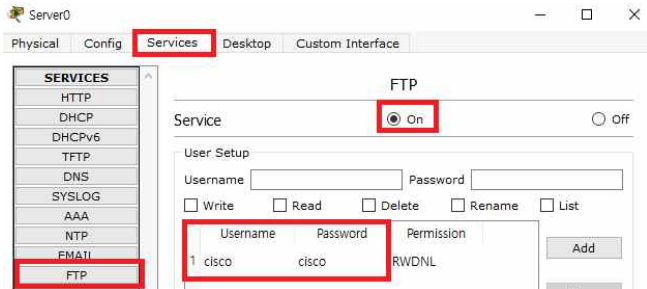 Server0
Physical Config Services Desktop Custom Interface
SERVICES
HTTP
DHCP
DHCPv6
TFTP
DNS
SYSLOG
AAA
NTP
EMAIL
FTP
FTP
Service On Off
User Setup
Username Password
Write Read Delete Rename List
Username Password Permission
1 cisco cisco RWDNL
Add